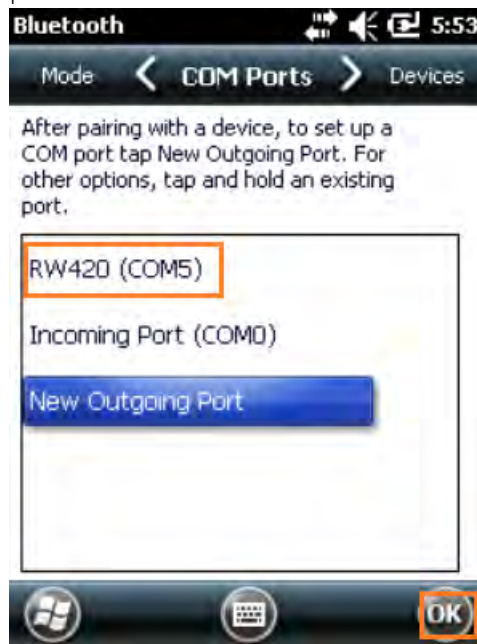 Bluetooth 5:53
Mode COM Ports Devices
After pairing with a device, to set up a
COM port tap New Outgoing Port. For
other options, tap and hold an existing
port.
RW420 (COM5)
Incoming Port (COM0)
New Outgoing Port
OK